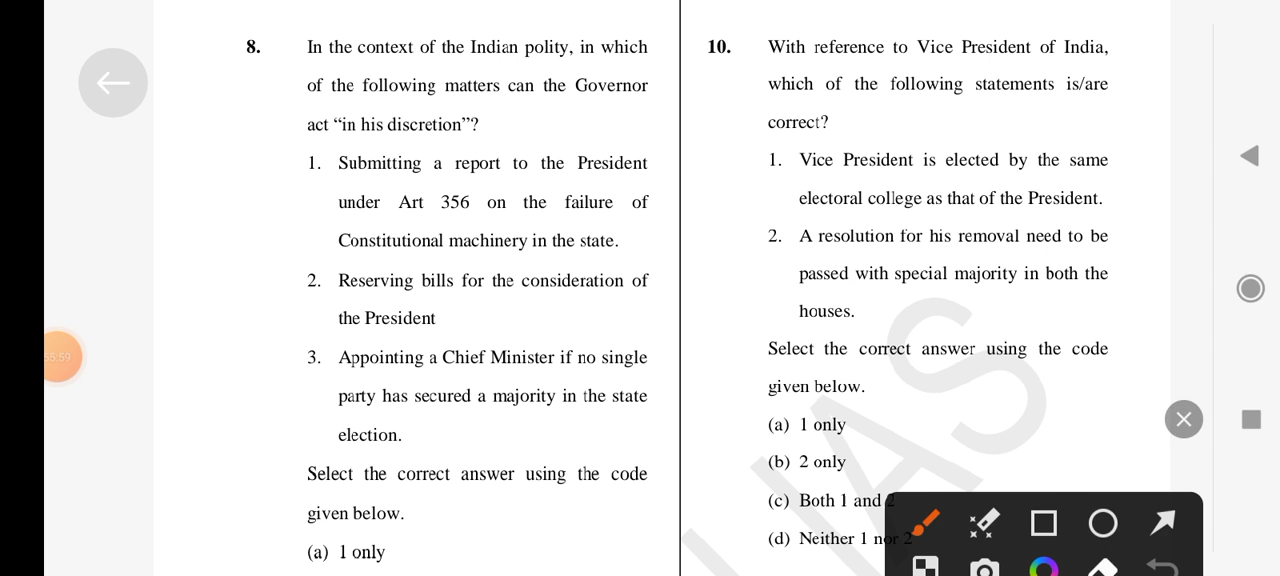 8. In the context of the Indian polity, in which
of the following matters can the Governor
act “in his discretion”?
1. Submitting a report to the President
under Art 356 on the failure of
Constitutional machinery in the state.
2. Reserving bills for the consideration of
the President
3. Appointing a Chief Minister if no single
party has secured a majority in the state
election.
Select the correct answer using the code
given below.
(a) 1 only
10. With reference to Vice President of India,
which of the following statements is/are
correct?
1. Vice President is elected by the same
electoral college as that of the President.
2. A resolution for his removal need to be
passed with special majority in both the
houses.
Select the correct answer using the code
given below.
(a) 1 only
(b) 2 only
(c) Both 1 and 2
(d) Neither 1 nor 2
IAS
55:59